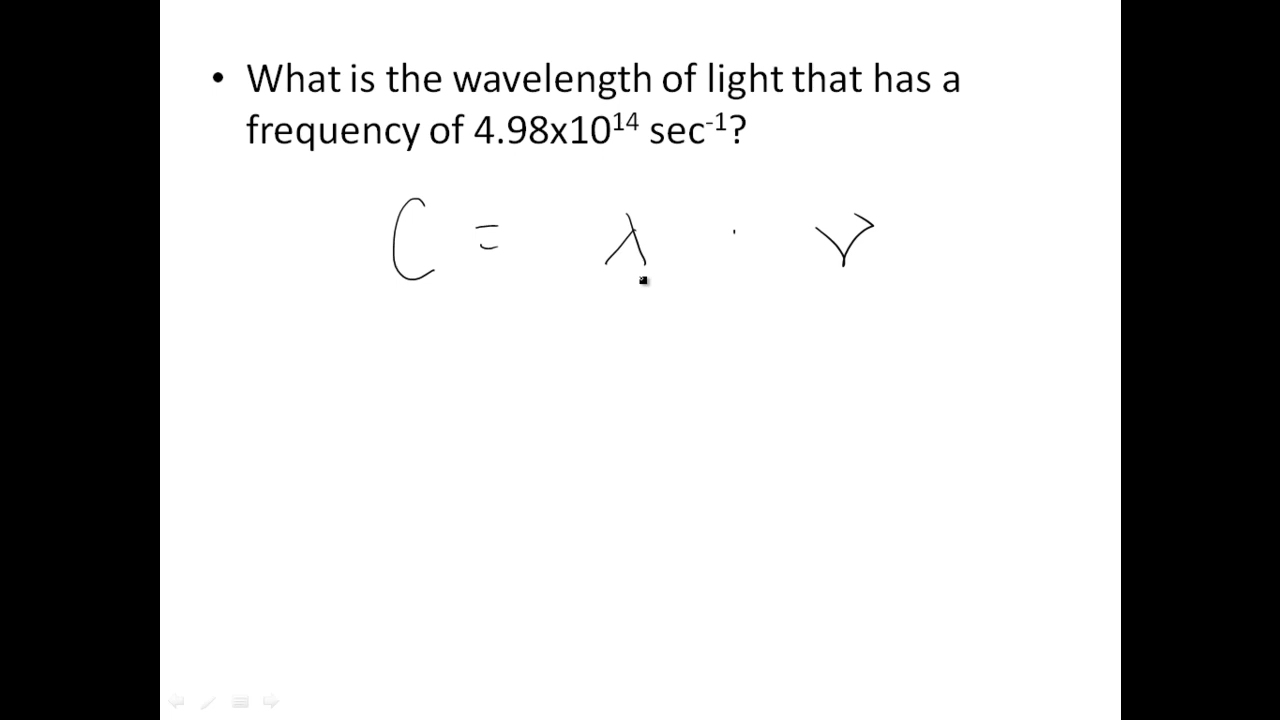 • What is the wavelength of light that has a
frequency of 4.98x10¹⁴ sec⁻¹?
C = λ · ν